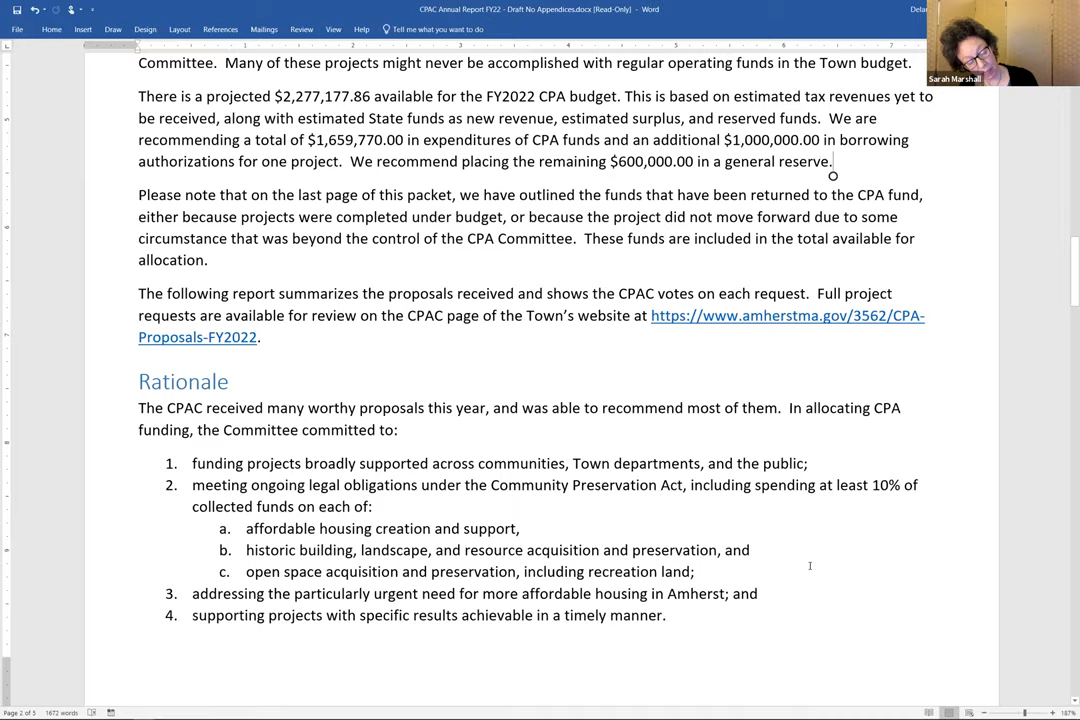 CPAC Annual Report FY22 - Draft No Appendices.docx [Read-Only] - Word
File Home Insert Draw Design Layout References Mailings Review View Help Tell me what you want to do
Sarah Marshall
Committee. Many of these projects might never be accomplished with regular operating funds in the Town budget.
There is a projected $2,277,177.86 available for the FY2022 CPA budget. This is based on estimated tax revenues yet to
be received, along with estimated State funds as new revenue, estimated surplus, and reserved funds. We are
recommending a total of $1,659,770.00 in expenditures of CPA funds and an additional $1,000,000.00 in borrowing
authorizations for one project. We recommend placing the remaining $600,000.00 in a general reserve.
Please note that on the last page of this packet, we have outlined the funds that have been returned to the CPA fund,
either because projects were completed under budget, or because the project did not move forward due to some
circumstance that was beyond the control of the CPA Committee. These funds are included in the total available for
allocation.
The following report summarizes the proposals received and shows the CPAC votes on each request. Full project
requests are available for review on the CPAC page of the Town's website at https://www.amherstma.gov/3562/CPA-
Proposals-FY2022.
Rationale
The CPAC received many worthy proposals this year, and was able to recommend most of them. In allocating CPA
funding, the Committee committed to:
1. funding projects broadly supported across communities, Town departments, and the public;
2. meeting ongoing legal obligations under the Community Preservation Act, including spending at least 10% of
collected funds on each of:
a. affordable housing creation and support,
b. historic building, landscape, and resource acquisition and preservation, and
c. open space acquisition and preservation, including recreation land;
3. addressing the particularly urgent need for more affordable housing in Amherst; and
4. supporting projects with specific results achievable in a timely manner.
Page 2 of 5 1672 words
187%